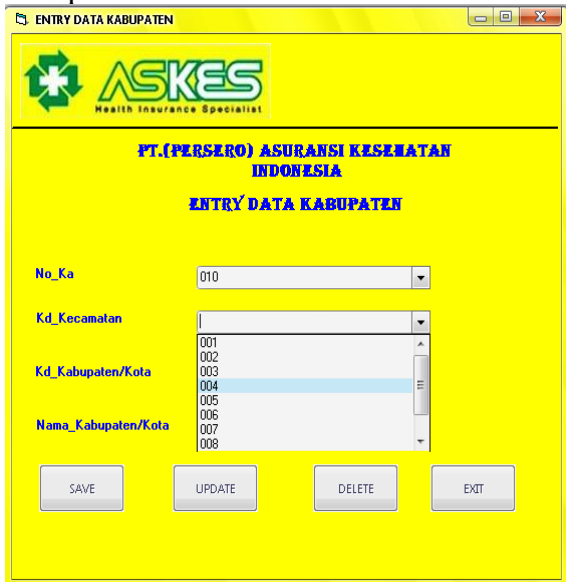 ENTRY DATA KABUPATEN
ASKES
Health Insurance Specialist
PT.(PERSERO) ASURANSI KESEHATAN
INDONESIA
ENTRY DATA KABUPATEN
No_Ka
010
Kd_Kecamatan
001
002
003
004
005
006
007
008
Kd_Kabupaten/Kota
Nama_Kabupaten/Kota
SAVE
UPDATE
DELETE
EXIT